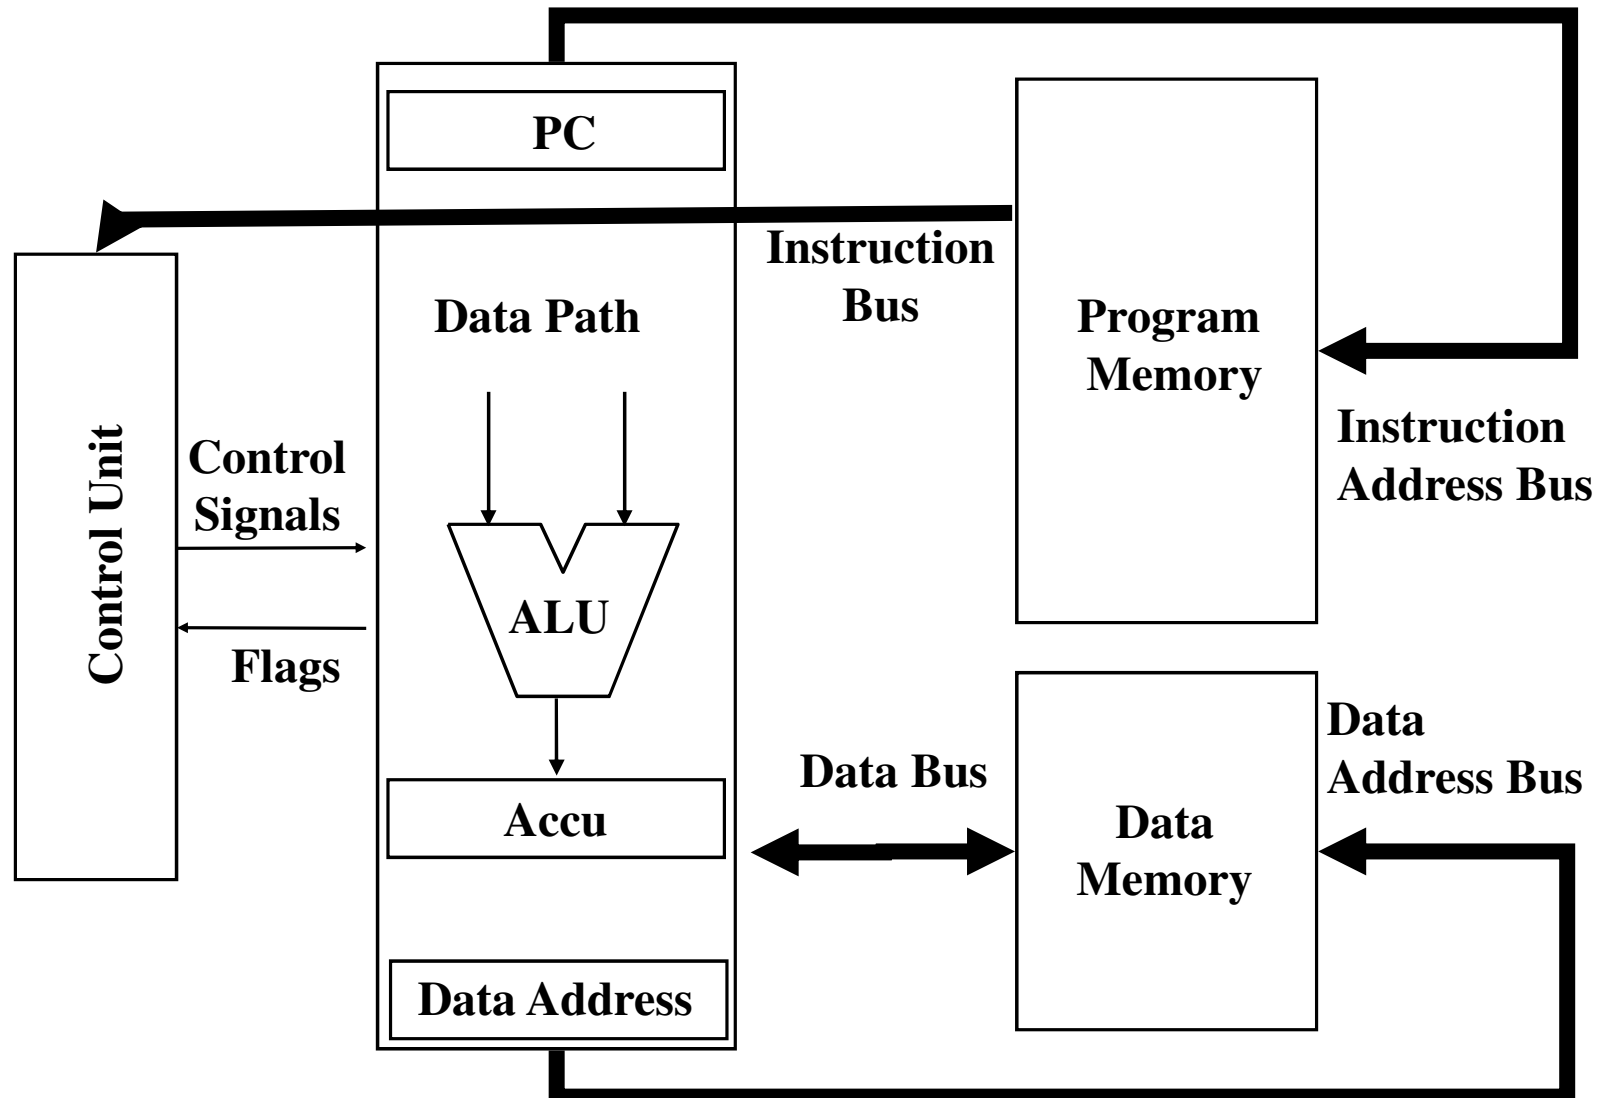 PC
Instruction
Bus
Data Path
Program
Memory
Instruction
Address Bus
Control Unit
Control
Signals
ALU
Flags
Data
Address Bus
Data Bus
Accu
Data
Memory
Data Address